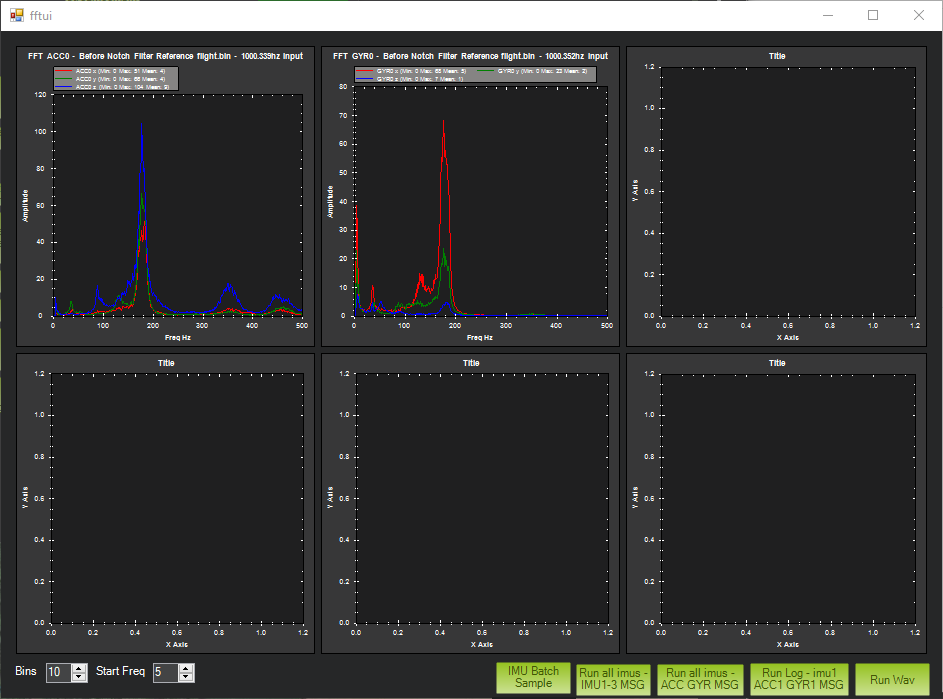 fftui
FFT ACC0 - Before Notch Filter Reference flight.bin - 1000.339hz input
ACC0 x (Min: 0 Max: 51 Mean: 4)
ACC0 y (Min: 0 Max: 66 Mean: 4)
ACC0 z (Min: 0 Max: 104 Mean: 9)
120
100
80
60
40
20
0
Amplitude
0 100 200 300 400 500
Freq Hz
FFT GYR0 - Before Notch Filter Reference flight.bin - 1000.352hz input
GYR0 x (Min: 0 Max: 68 Mean: 5) GYR0 y (Min: 0 Max: 23 Mean: 2)
GYR0 z (Min: 0 Max: 7 Mean: 1)
80
70
60
50
40
30
20
10
0
Amplitude
0 100 200 300 400 500
Freq Hz
Title
1.2
1.0
0.8
0.6
0.4
0.2
0.0
Y Axis
0.0 0.2 0.4 0.6 0.8 1.0 1.2
X Axis
Title
1.2
1.0
0.8
0.6
0.4
0.2
0.0
Y Axis
0.0 0.2 0.4 0.6 0.8 1.0 1.2
X Axis
Title
1.2
1.0
0.8
0.6
0.4
0.2
0.0
Y Axis
0.0 0.2 0.4 0.6 0.8 1.0 1.2
X Axis
Title
1.2
1.0
0.8
0.6
0.4
0.2
0.0
Y Axis
0.0 0.2 0.4 0.6 0.8 1.0 1.2
X Axis
Bins 10 Start Freq 5
IMU Batch
Sample
Run all imus -
IMU1-3 MSG
Run all imus -
ACC GYR MSG
Run Log - imu1
ACC1 GYR1 MSG
Run Wav